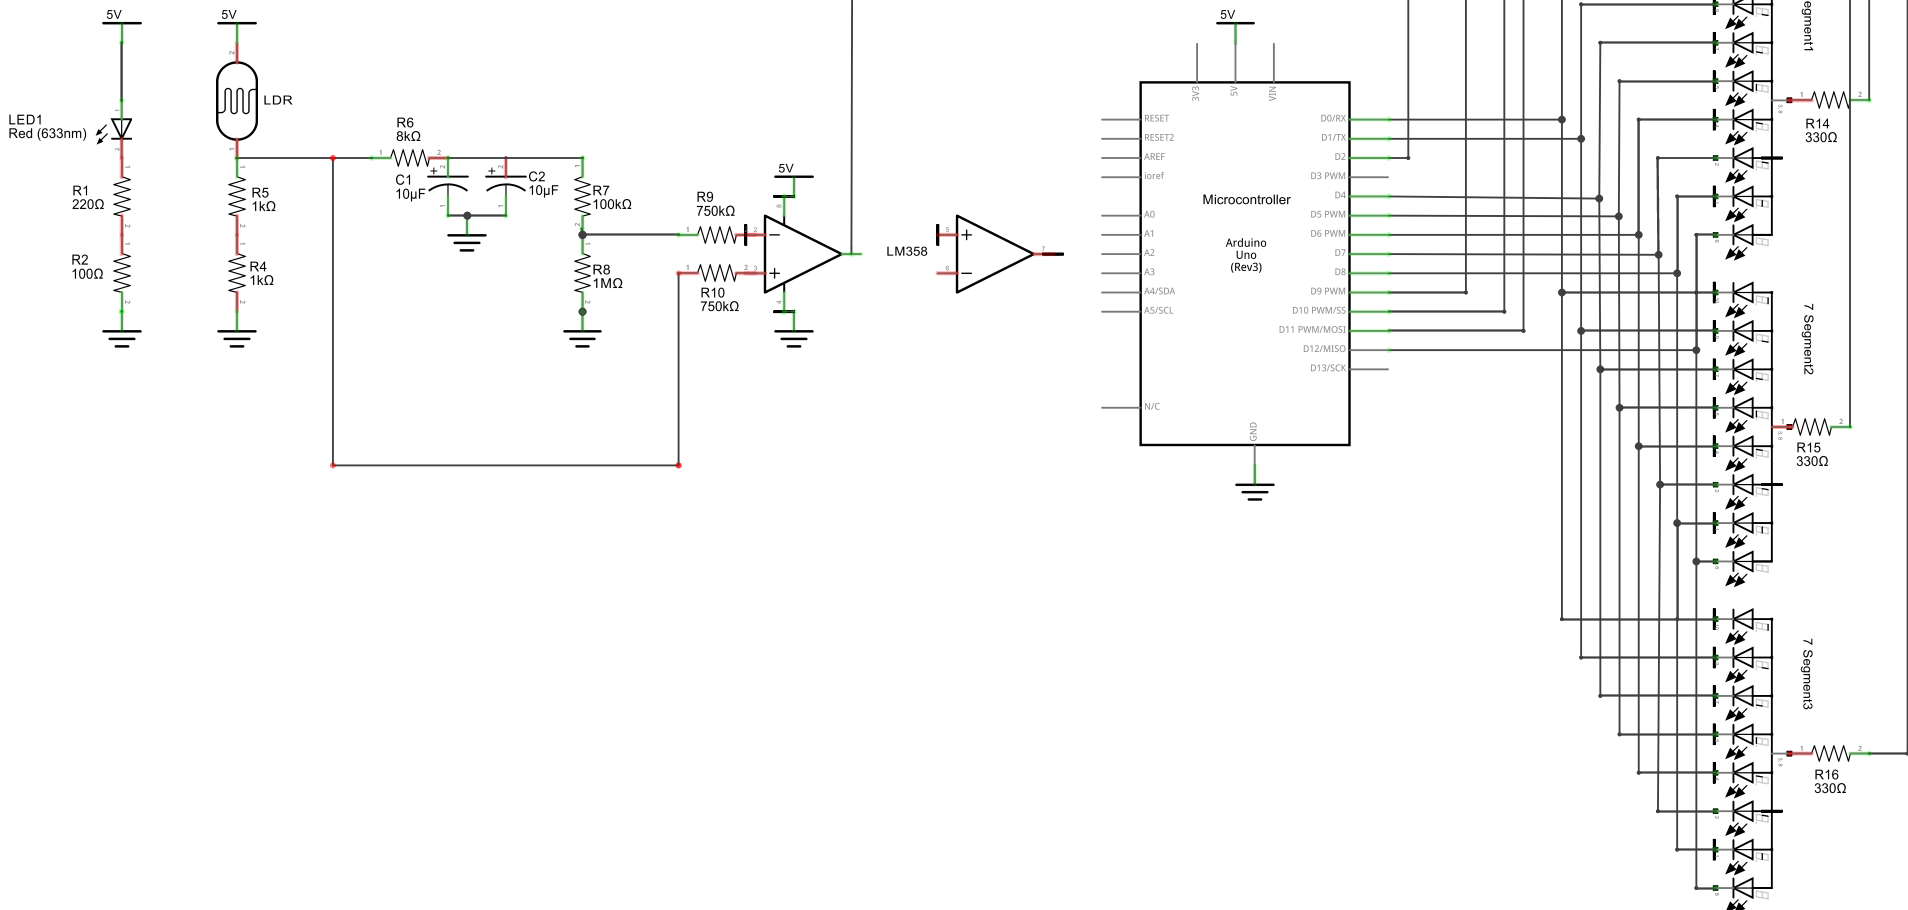 5V
5V
LED1
Red (633nm)
LDR
R1
220Ω
R2
100Ω
R5
1kΩ
R4
1kΩ
R6
8kΩ
C1
10µF
C2
10µF
R7
100kΩ
R8
1MΩ
R9
750kΩ
R10
750kΩ
5V
LM358
5V
3V3
5V
VIN
RESET
RESET2
AREF
ioref
A0
A1
A2
A3
A4/SDA
A5/SCL
N/C
Microcontroller
Arduino
Uno
(Rev3)
D0/RX
D1/TX
D2
D3 PWM
D4
D5 PWM
D6 PWM
D7
D8
D9 PWM
D10 PWM/SS
D11 PWM/MOSI
D12/MISO
D13/SCK
GND
egment1
R14
330Ω
7 Segment2
R15
330Ω
7 Segment3
R16
330Ω